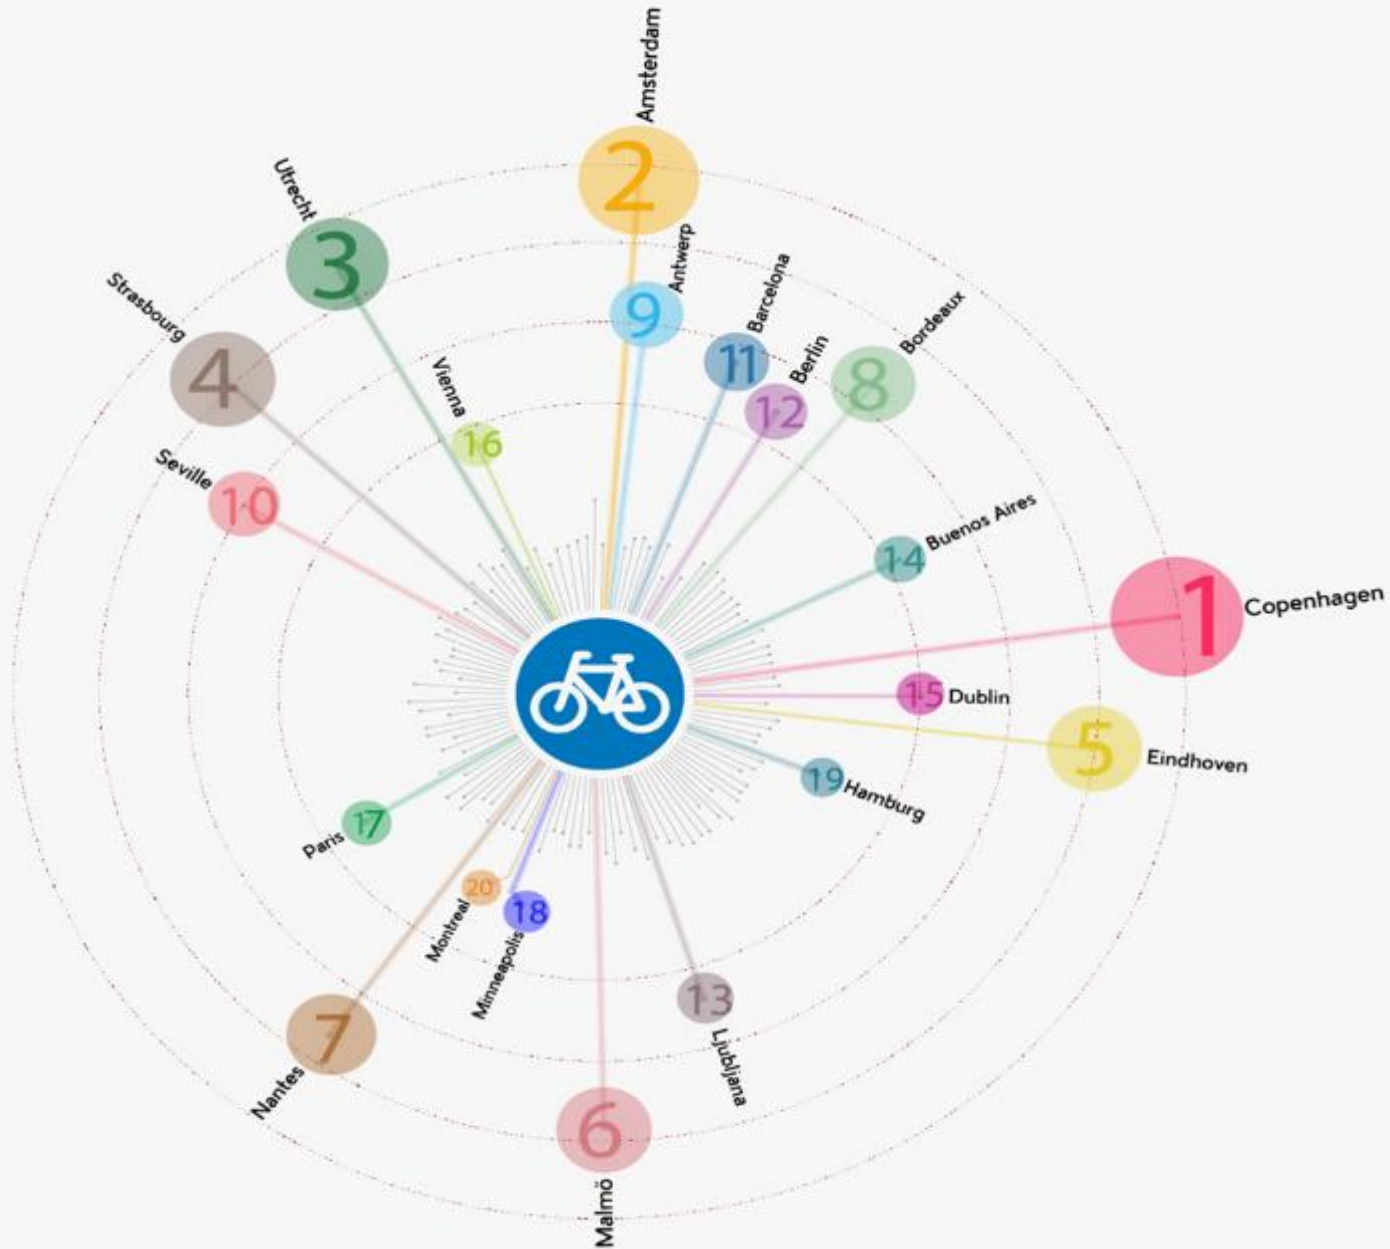 Amsterdam
2
Utrecht
3
Antwerp
9
Barcelona
11
Bordeaux
8
Strasbourg
4
Berlin
12
Vienna
16
Seville
10
Buenos Aires
14
Copenhagen
1
15 Dublin
5
Eindhoven
19
Hamburg
17
Paris
20
Montreal
18
Minneapolis
13
Ljubljana
7
Nantes
6
Malmö